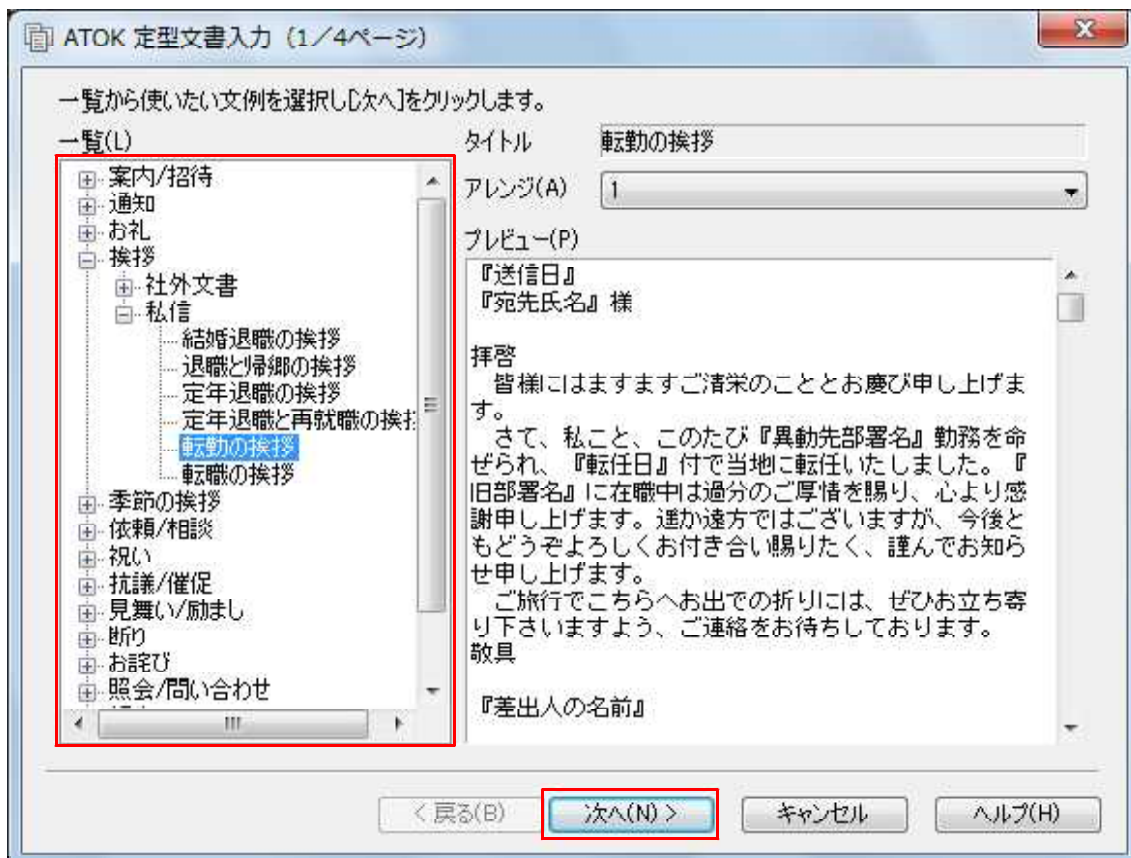 ATOK 定型文書入力（1／4ページ）
一覧から使いたい文例を選択し[次へ]をクリックします。
一覧(L)
案内/招待
通知
お礼
挨拶
社外文書
私信
結婚退職の挨拶
退職と帰郷の挨拶
定年退職の挨拶
定年退職と再就職の挨
転勤の挨拶
転職の挨拶
季節の挨拶
依頼/相談
祝い
抗議/催促
見舞い/励まし
断り
お詫び
照会/問い合わせ
タイトル 転勤の挨拶
アレンジ(A) 1
プレビュー(P)
『送信日』
『宛先氏名』様
拝啓
皆様にはますますご清栄のこととお慶び申し上げま
す。
さて、私こと、このたび『異動先部署名』勤務を命
ぜられ、『転任日』付で当地に転任いたしました。『
旧部署名』に在職中は過分のご厚情を賜り、心より感
謝申し上げます。遥か遠方ではございますが、今後と
もどうぞよろしくお付き合い賜りたく、謹んでお知ら
せ申し上げます。
ご旅行でこちらへお出での折りには、ぜひお立ち寄
り下さいますよう、ご連絡をお待ちしております。
敬具
『差出人の名前』
< 戻る(B) 次へ(N) > キャンセル ヘルプ(H)